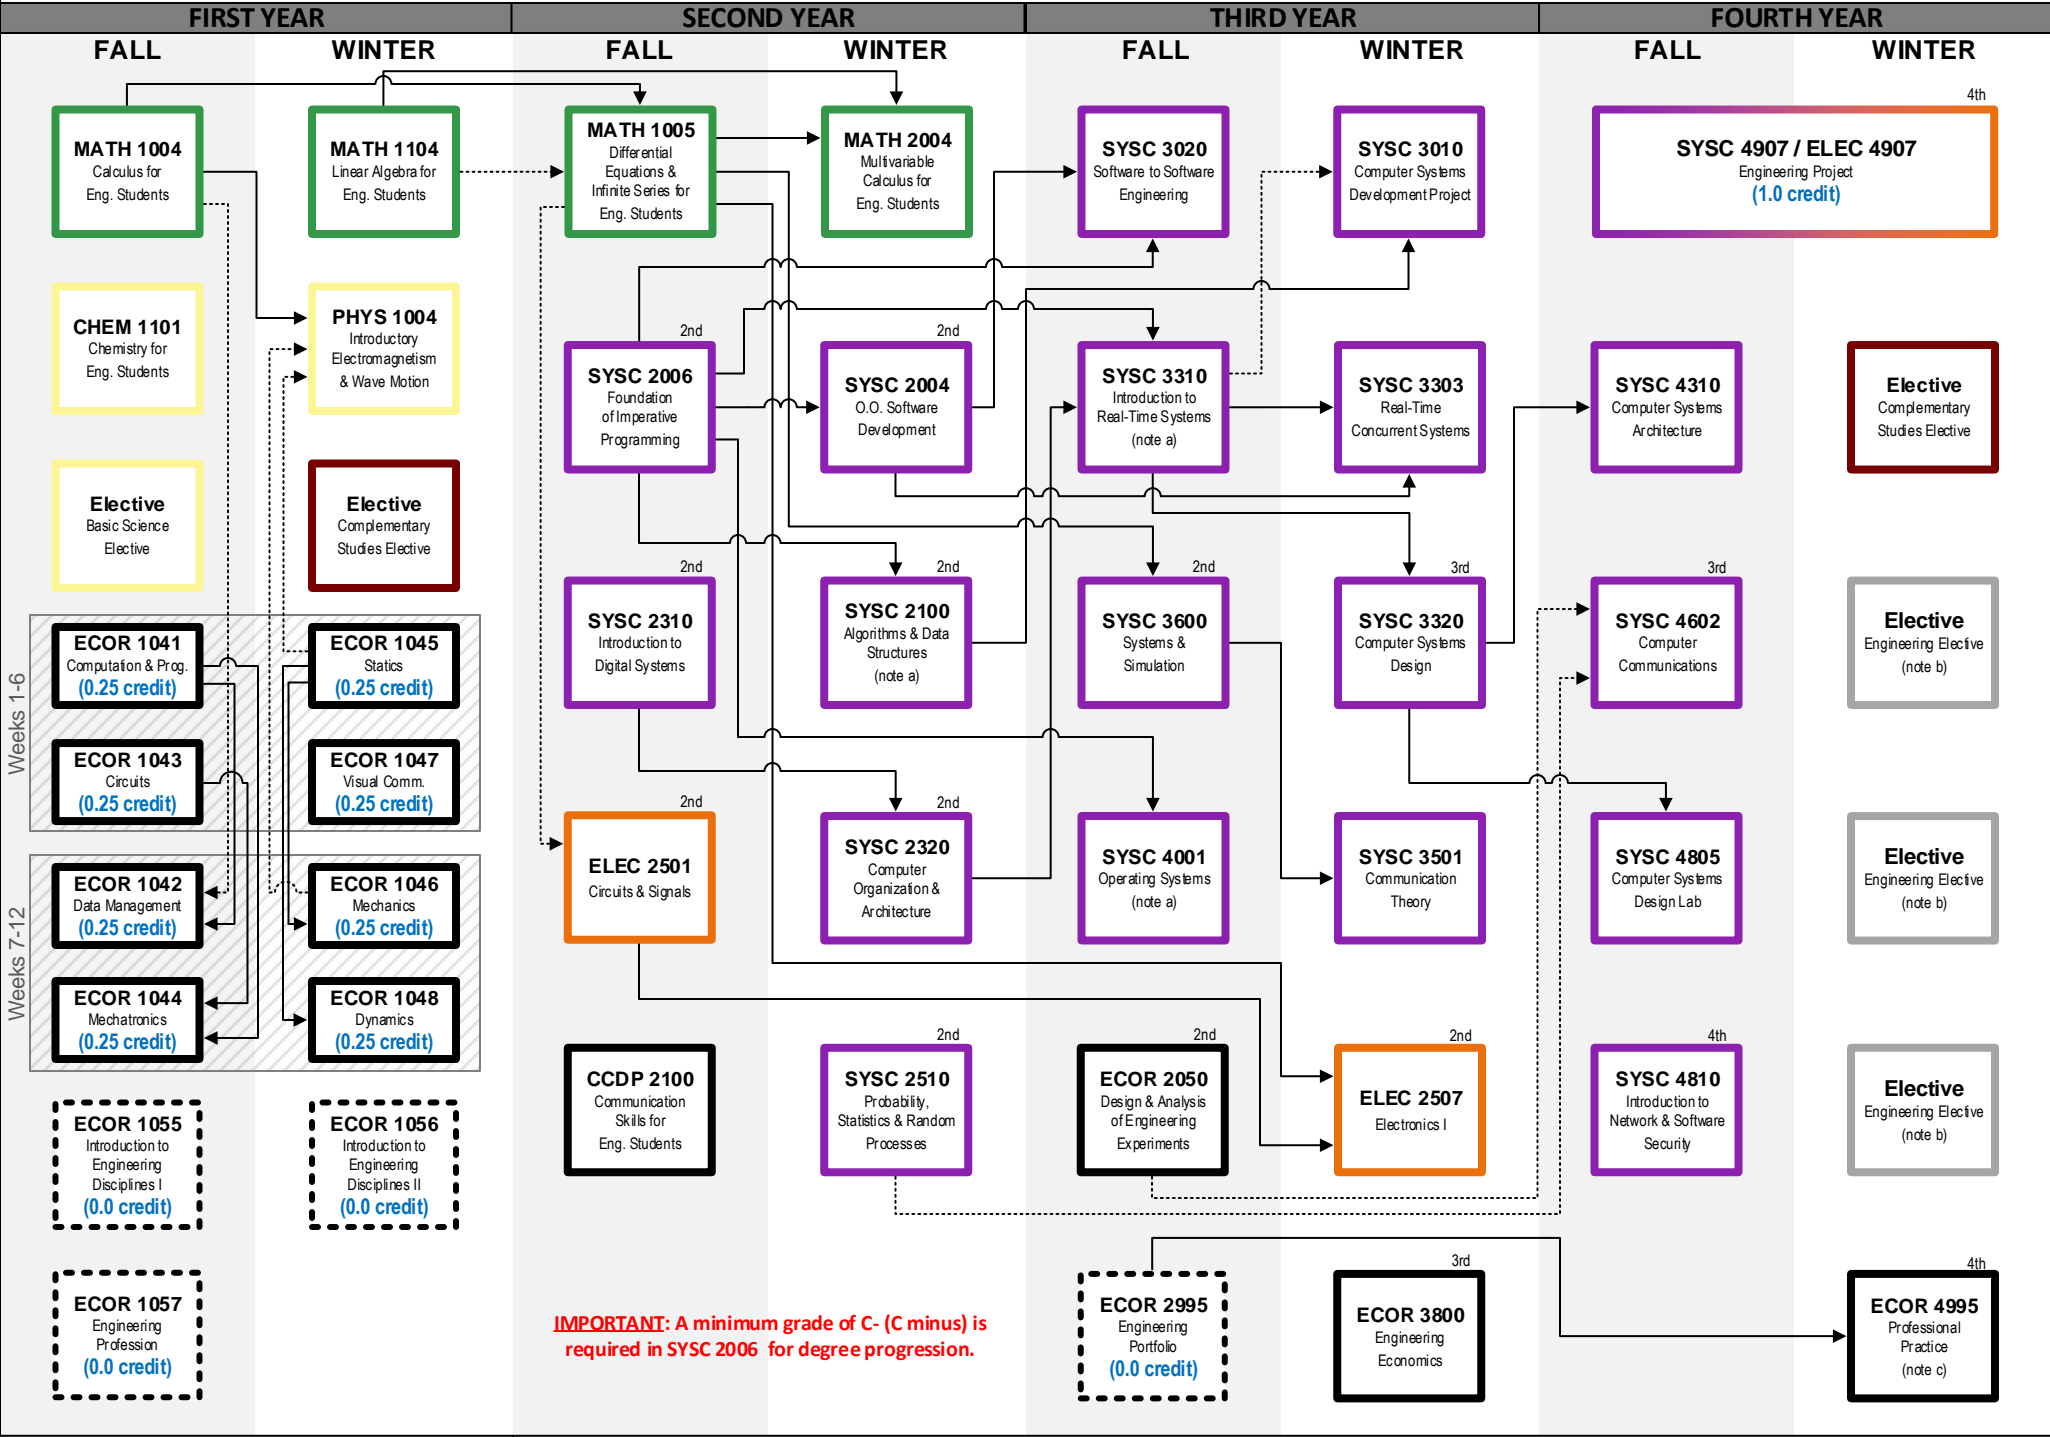 FIRST YEAR
SECOND YEAR
THIRD YEAR
FOURTH YEAR
FALL
WINTER
FALL
WINTER
FALL
WINTER
FALL
WINTER
MATH 1004
Calculus for
Eng. Students
MATH 1104
Linear Algebra for
Eng. Students
MATH 1005
Differential
Equations &
Infinite Series for
Eng. Students
MATH 2004
Multivariable
Calculus for
Eng. Students
SYSC 3020
Software to Software
Engineering
SYSC 3010
Computer Systems
Development Project
4th
SYSC 4907 / ELEC 4907
Engineering Project
(1.0 credit)
CHEM 1101
Chemistry for
Eng. Students
PHYS 1004
Introductory
Electromagnetism
& Wave Motion
2nd
SYSC 2006
Foundation
of Imperative
Programming
2nd
SYSC 2004
O.O. Software
Development
SYSC 3310
Introduction to
Real-Time Systems
(note a)
SYSC 3303
Real-Time
Concurrent Systems
SYSC 4310
Computer Systems
Architecture
Elective
Complementary
Studies Elective
Elective
Basic Science
Elective
Elective
Complementary
Studies Elective
2nd
SYSC 2310
Introduction to
Digital Systems
2nd
SYSC 2100
Algorithms & Data
Structures
(note a)
2nd
SYSC 3600
Systems &
Simulation
3rd
SYSC 3320
Computer Systems
Design
3rd
SYSC 4602
Computer
Communications
Elective
Engineering Elective
(note b)
Weeks 1-6
ECOR 1041
Computation & Prog.
(0.25 credit)
ECOR 1045
Statics
(0.25 credit)
ECOR 1043
Circuits
(0.25 credit)
ECOR 1047
Visual Comm.
(0.25 credit)
2nd
ELEC 2501
Circuits & Signals
2nd
SYSC 2320
Computer
Organization &
Architecture
SYSC 4001
Operating Systems
(note a)
SYSC 3501
Communication
Theory
SYSC 4805
Computer Systems
Design Lab
Elective
Engineering Elective
(note b)
Weeks 7-12
ECOR 1042
Data Management
(0.25 credit)
ECOR 1046
Mechanics
(0.25 credit)
ECOR 1044
Mechatronics
(0.25 credit)
ECOR 1048
Dynamics
(0.25 credit)
CCDP 2100
Communication
Skills for
Eng. Students
2nd
SYSC 2510
Probability,
Statistics & Random
Processes
2nd
ECOR 2050
Design & Analysis
of Engineering
Experiments
2nd
ELEC 2507
Electronics I
4th
SYSC 4810
Introduction to
Network & Software
Security
Elective
Engineering Elective
(note b)
ECOR 1055
Introduction to
Engineering
Disciplines I
(0.0 credit)
ECOR 1056
Introduction to
Engineering
Disciplines II
(0.0 credit)
ECOR 1057
Engineering
Profession
(0.0 credit)
IMPORTANT: A minimum grade of C- (C minus) is
required in SYSC 2006 for degree progression.
ECOR 2995
Engineering
Portfolio
(0.0 credit)
3rd
ECOR 3800
Engineering
Economics
4th
ECOR 4995
Professional
Practice
(note c)